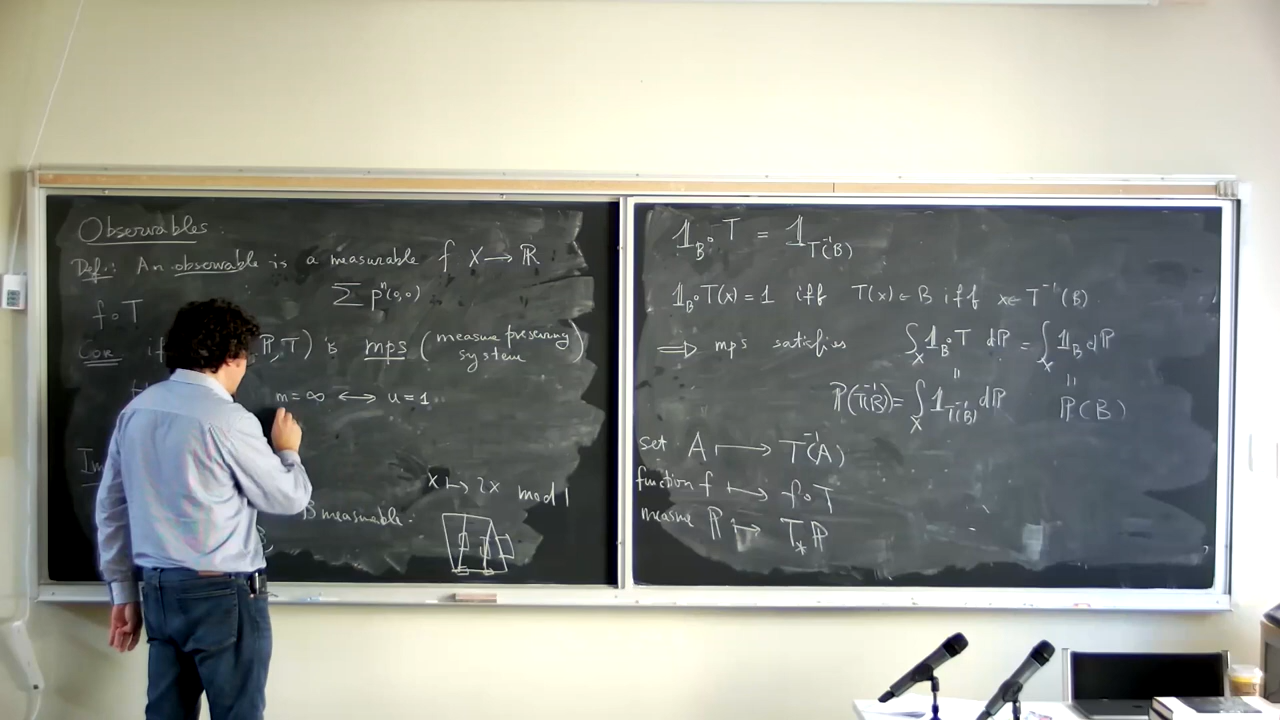 Observables.
Def.: An observable is a measurable f X → ℝ
∑ pⁿ(0,0)
f∘T
Cor if ℙ, T) is mps (measure preserving system)
m = ∞ ⟷ u = 1
Im
x ↦ 2x mod 1
B measurable.
𝟙_B∘T = 𝟙_{T⁻¹(B)}
𝟙_B∘T(x) = 1 iff T(x) ∈ B iff x ∈ T⁻¹(B)
⟹ mps satisfies ∫_X 𝟙_B∘T dℙ = ∫_X 𝟙_B dℙ
" "
ℙ(T⁻¹(B)) = ∫_X 𝟙_{T⁻¹(B)} dℙ ℙ(B)
set A ⟼ T⁻¹(A)
function f ⟼ f∘T
measure ℙ ↦ T_* ℙ